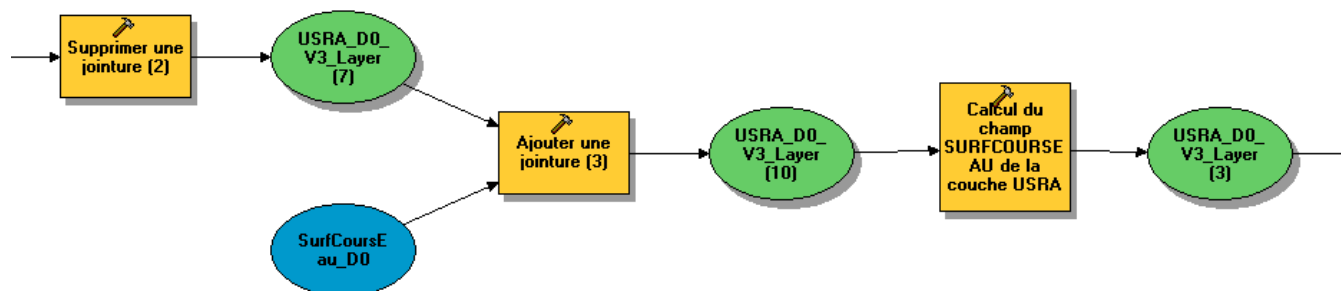 Supprimer une
jointure (2)
USRA_D0_
V3_Layer
(7)
Ajouter une
jointure (3)
SurfCoursE
au_D0
USRA_D0_
V3_Layer
(10)
Calcul du
champ
SURFCOURSE
AU de la
couche USRA
USRA_D0_
V3_Layer
(3)